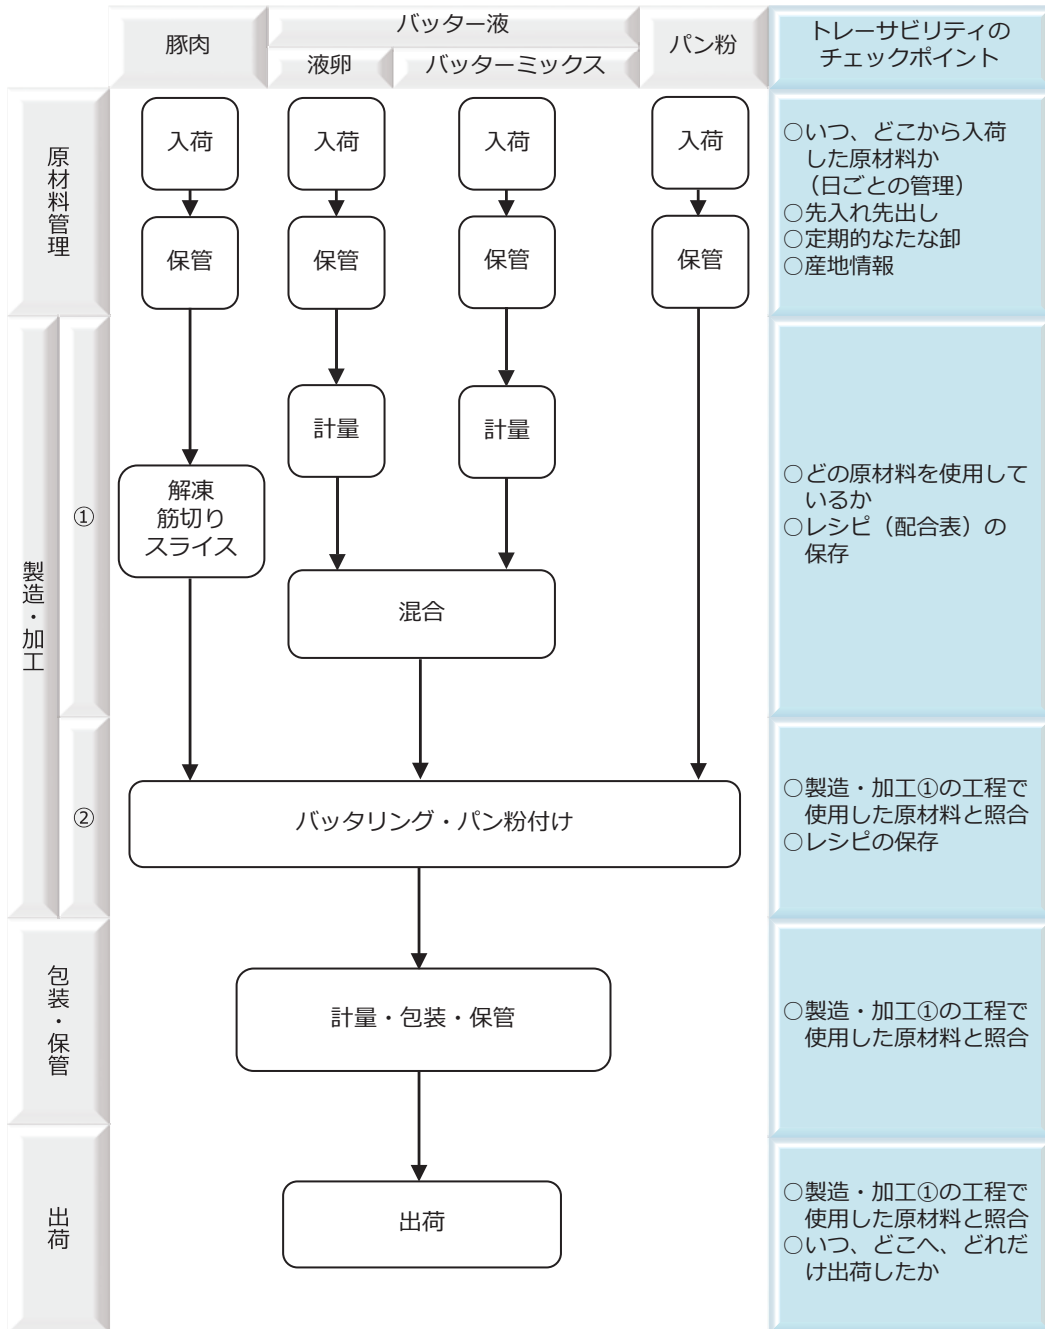 豚肉
バッター液
液卵
バッターミックス
パン粉
トレーサビリティの
チェックポイント
原材料管理
入荷
入荷
入荷
入荷
保管
保管
保管
保管
○いつ、どこから入荷
した原材料か
（日ごとの管理）
○先入れ先出し
○定期的なたな卸
○産地情報
製造・加工
①
計量
計量
解凍
筋切り
スライス
混合
○どの原材料を使用して
いるか
○レシピ（配合表）の
保存
②
バッタリング・パン粉付け
○製造・加工①の工程で
使用した原材料と照合
○レシピの保存
包装・保管
計量・包装・保管
○製造・加工①の工程で
使用した原材料と照合
出荷
出荷
○製造・加工①の工程で
使用した原材料と照合
○いつ、どこへ、どれだ
け出荷したか